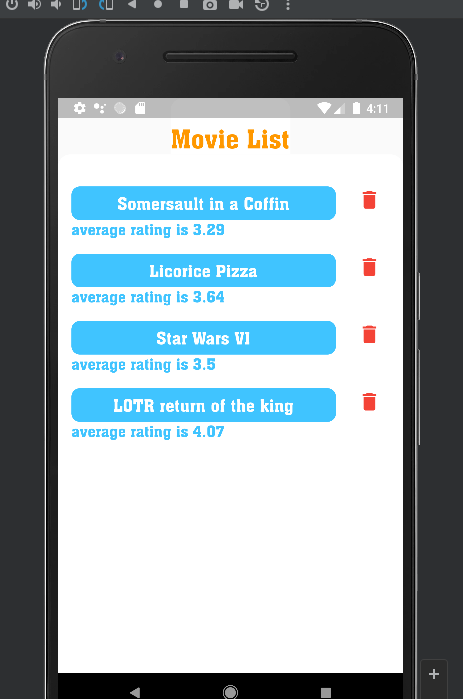 4:11
Movie List
Somersault in a Coffin
average rating is 3.29
Licorice Pizza
average rating is 3.64
Star Wars VI
average rating is 3.5
LOTR return of the king
average rating is 4.07